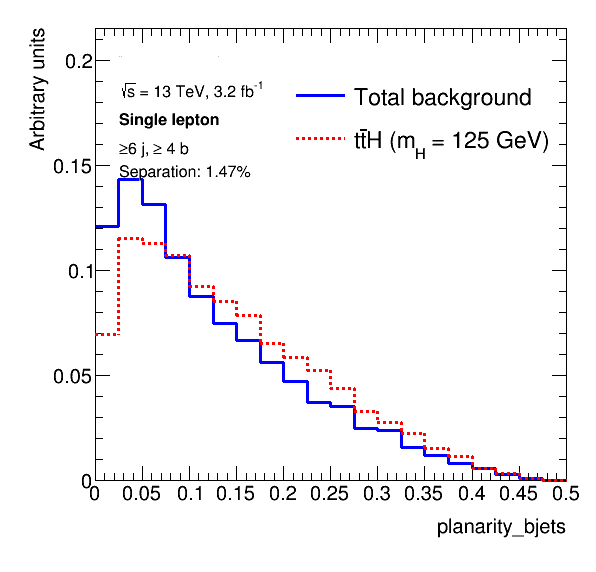 Arbitrary units
√s = 13 TeV, 3.2 fb⁻¹
Single lepton
≥6 j, ≥ 4 b
Separation: 1.47%
Total background
tt̄H (m_H = 125 GeV)
0.2
0.15
0.1
0.05
0
0 0.05 0.1 0.15 0.2 0.25 0.3 0.35 0.4 0.45 0.5
planarity_bjets